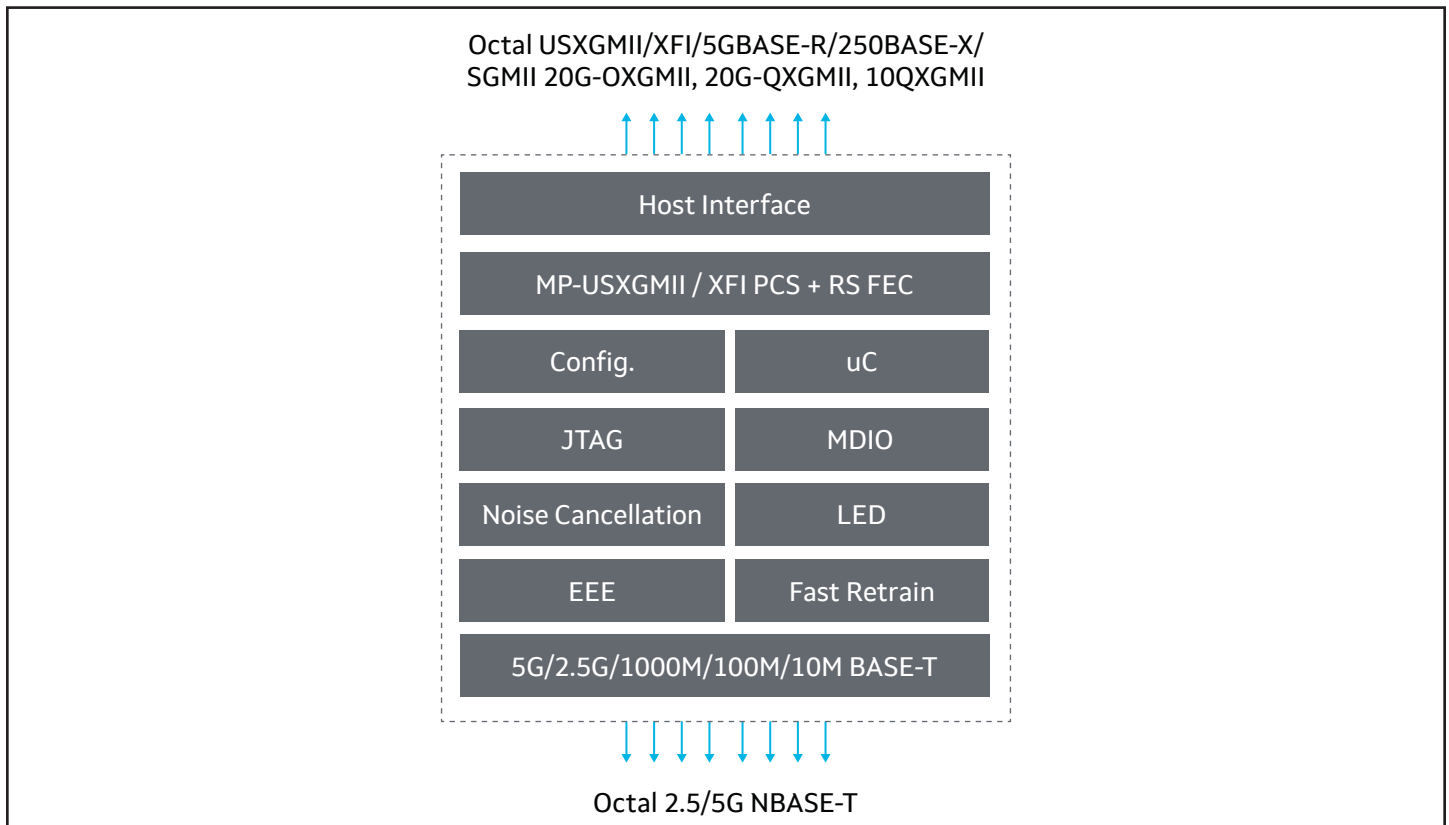 Octal USXGMII/XFI/5GBASE-R/250BASE-X/
SGMII 20G-OXGMII, 20G-QXGMII, 10QXGMII
Host Interface
MP-USXGMII / XFI PCS + RS FEC
Config.
uC
JTAG
MDIO
Noise Cancellation
LED
EEE
Fast Retrain
5G/2.5G/1000M/100M/10M BASE-T
Octal 2.5/5G NBASE-T